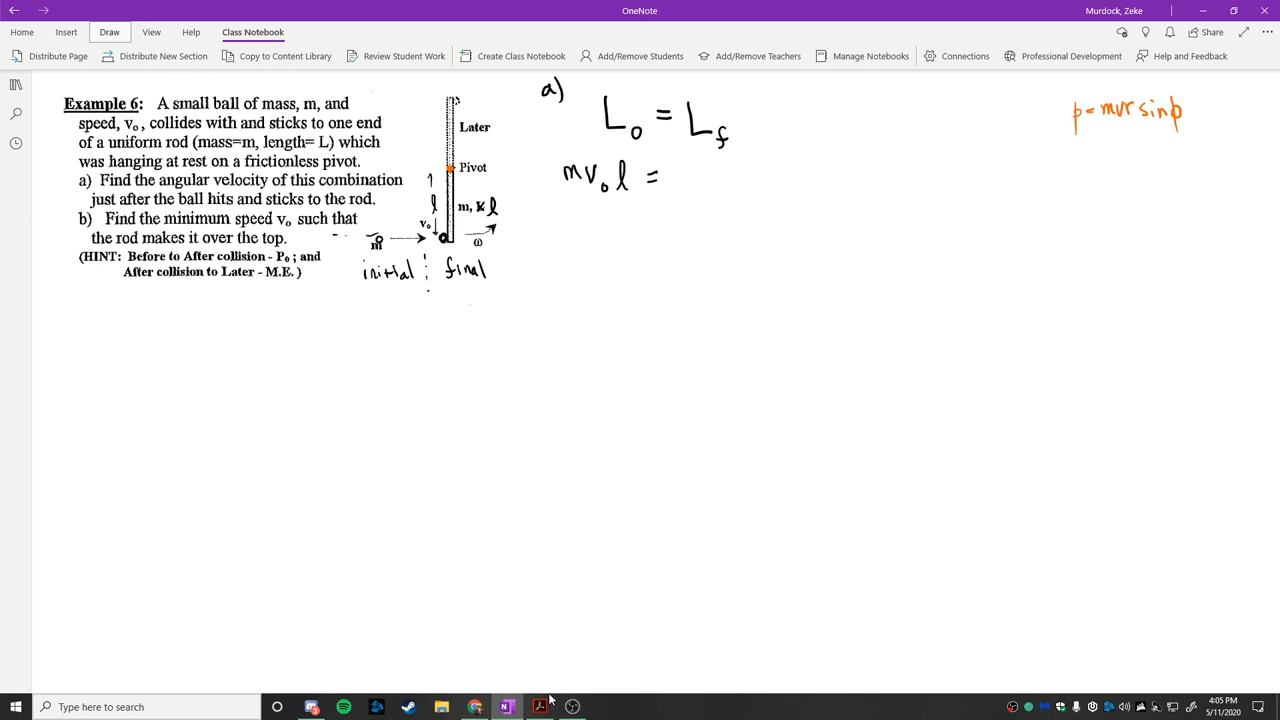 OneNote
Murdock, Zeke
Home Insert Draw View Help Class Notebook
Share
Distribute Page Distribute New Section Copy to Content Library Review Student Work Create Class Notebook Add/Remove Students Add/Remove Teachers Manage Notebooks Connections Professional Development Help and Feedback
Example 6: A small ball of mass, m, and
speed, vₒ, collides with and sticks to one end
of a uniform rod (mass=m, length= L) which
was hanging at rest on a frictionless pivot.
a) Find the angular velocity of this combination
just after the ball hits and sticks to the rod.
b) Find the minimum speed vₒ such that
the rod makes it over the top.
(HINT: Before to After collision - Pₒ ; and
After collision to Later - M.E. )
Later
Pivot
l
m, l
vₒ
m
ω
initial final
a)
L₀ = L_f
mv₀l =
p = mvr sinϕ
Type here to search
4:05 PM
5/11/2020